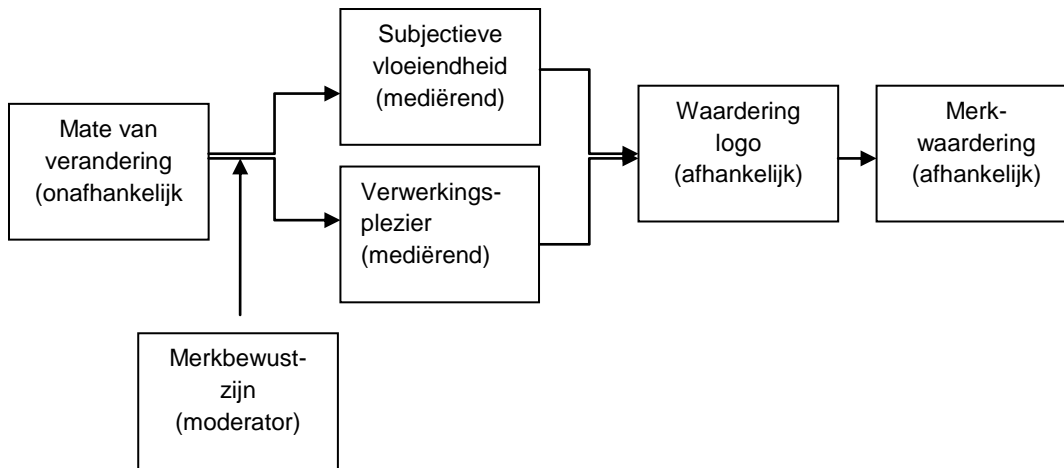 Mate van
verandering
(onafhankelijk
Subjectieve
vloeiendheid
(mediërend)
Verwerkings-
plezier
(mediërend)
Waardering
logo
(afhankelijk)
Merk-
waardering
(afhankelijk)
Merkbewust-
zijn
(moderator)